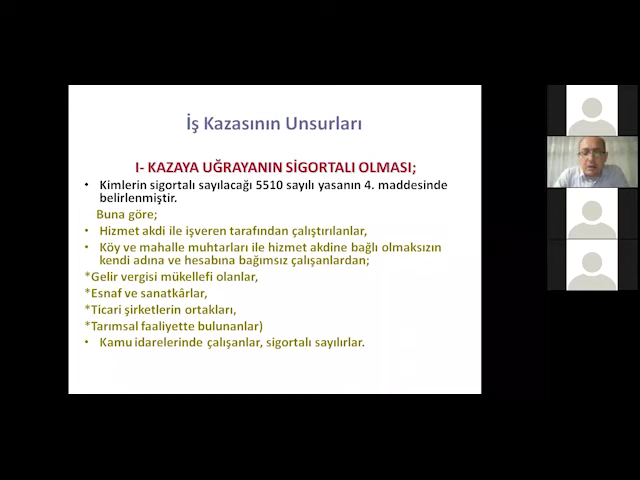 İş Kazasının Unsurları
I- KAZAYA UĞRAYANIN SİGORTALI OLMASI;
• Kimlerin sigortalı sayılacağı 5510 sayılı yasanın 4. maddesinde
belirlenmiştir.
Buna göre;
• Hizmet akdi ile işveren tarafından çalıştırılanlar,
• Köy ve mahalle muhtarları ile hizmet akdine bağlı olmaksızın
kendi adına ve hesabına bağımsız çalışanlardan;
*Gelir vergisi mükellefi olanlar,
*Esnaf ve sanatkârlar,
*Ticari şirketlerin ortakları,
*Tarımsal faaliyette bulunanlar)
• Kamu idarelerinde çalışanlar, sigortalı sayılırlar.